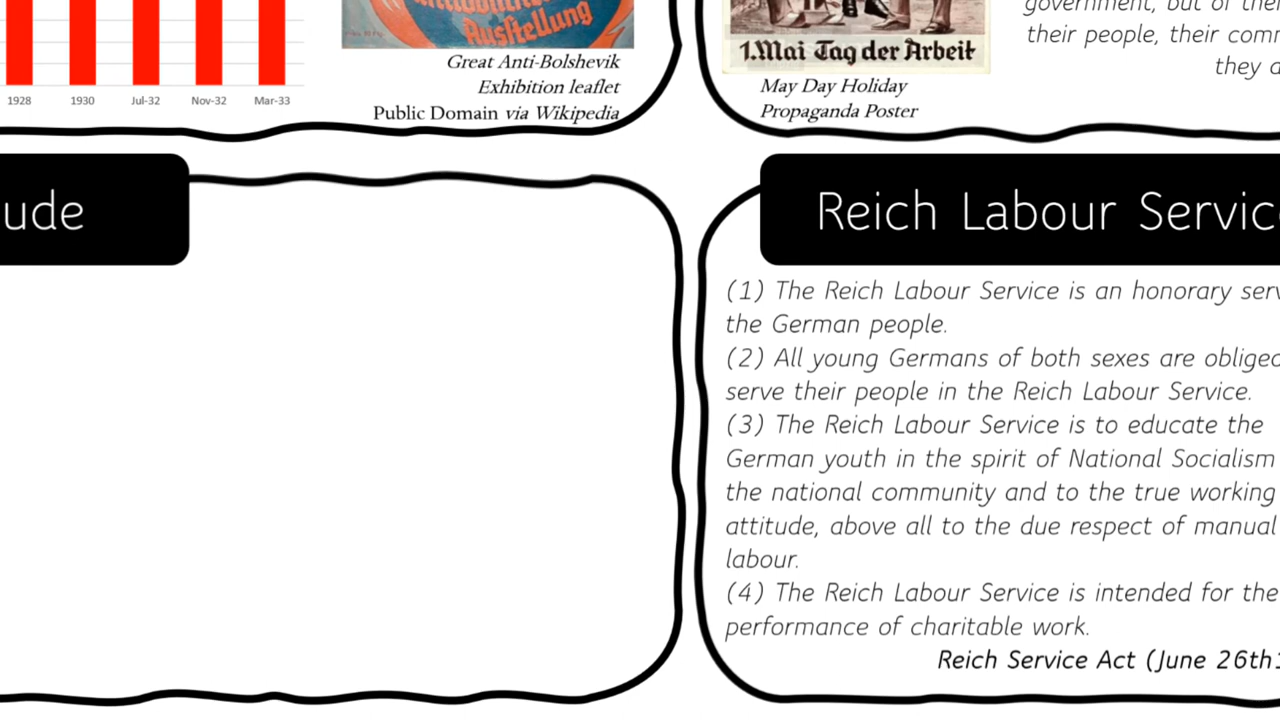 Ausstellung
1928 1930 Jul-32 Nov-32 Mar-33
Great Anti-Bolshevik
Exhibition leaflet
Public Domain via Wikipedia
1.Mai Tag der Arbeit
May Day Holiday
Propaganda Poster
their people, their
they
ude
Reich Labour Servic
(1) The Reich Labour Service is an honorary serv
the German people.
(2) All young Germans of both sexes are obliged
serve their people in the Reich Labour Service.
(3) The Reich Labour Service is to educate the
German youth in the spirit of National Socialism
the national community and to the true working
attitude, above all to the due respect of manual
labour.
(4) The Reich Labour Service is intended for the
performance of charitable work.
Reich Service Act (June 26th